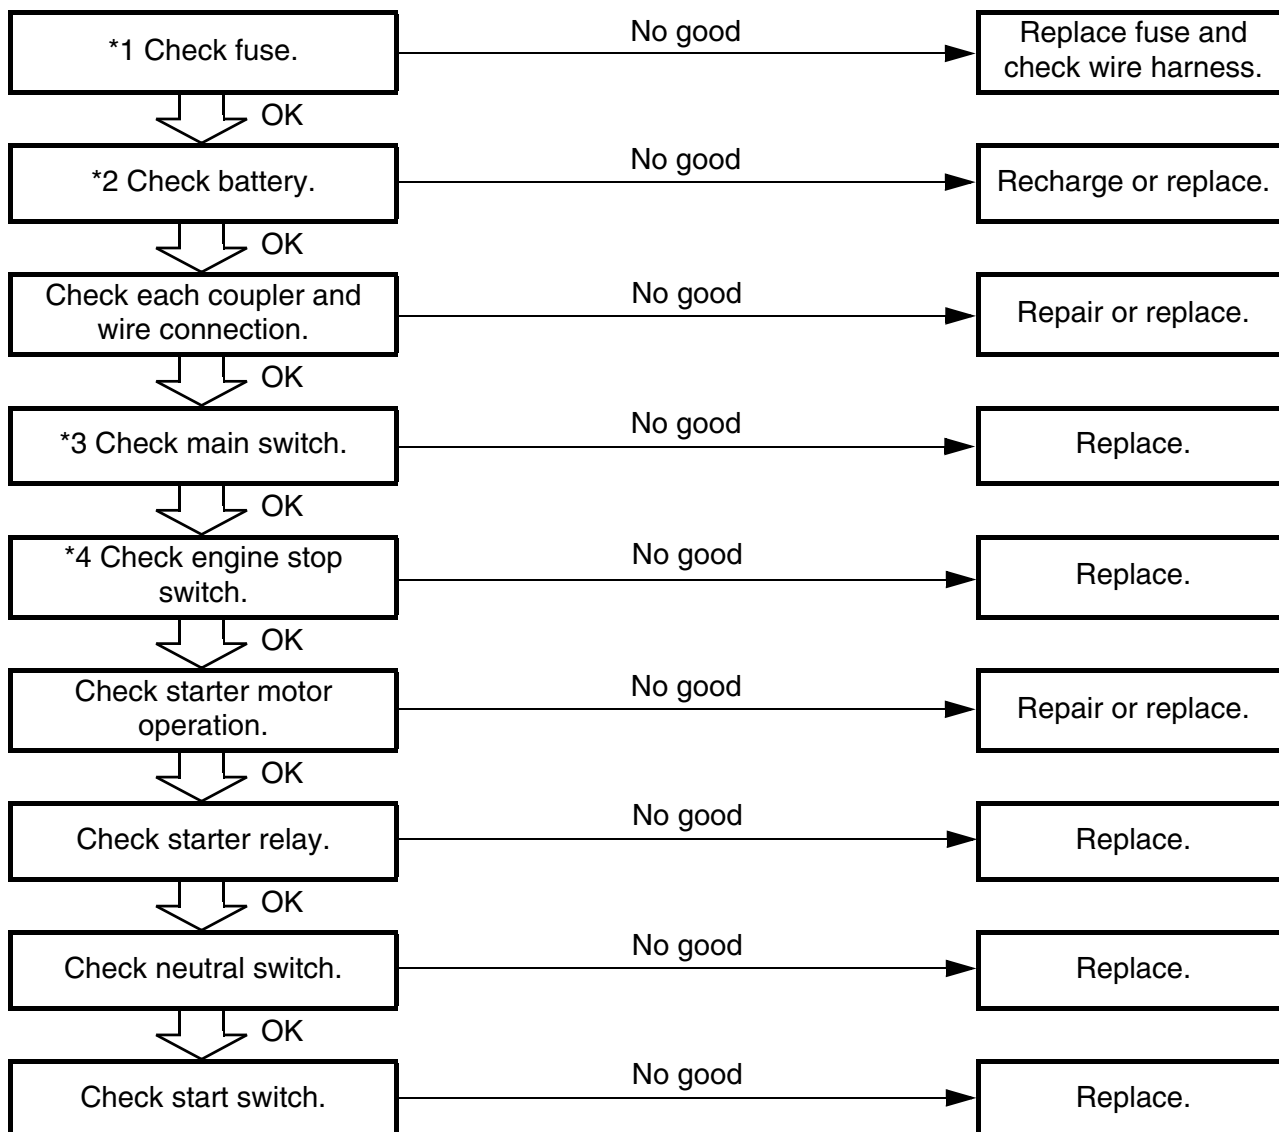 *1 Check fuse.
No good
Replace fuse and
check wire harness.
OK
*2 Check battery.
No good
Recharge or replace.
OK
Check each coupler and
wire connection.
No good
Repair or replace.
OK
*3 Check main switch.
No good
Replace.
OK
*4 Check engine stop
switch.
No good
Replace.
OK
Check starter motor
operation.
No good
Repair or replace.
OK
Check starter relay.
No good
Replace.
OK
Check neutral switch.
No good
Replace.
OK
Check start switch.
No good
Replace.